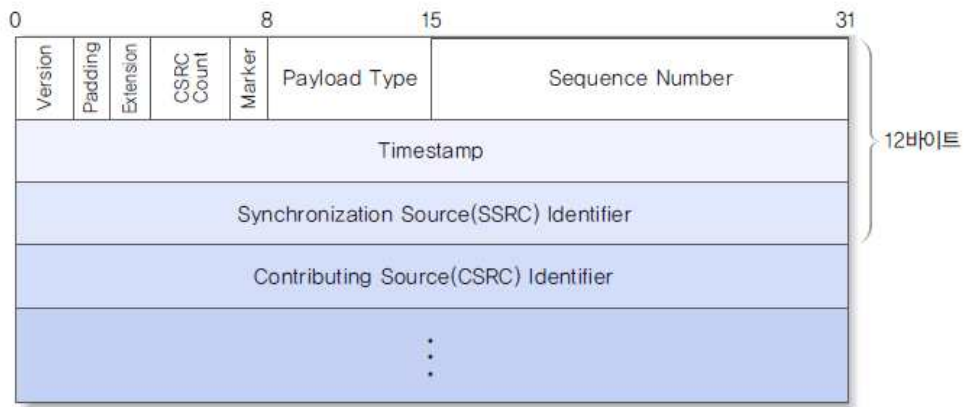 0 8 15 31
Version Padding Extension CSRC Count Marker Payload Type Sequence Number
12바이트
Timestamp
Synchronization Source(SSRC) Identifier
Contributing Source(CSRC) Identifier